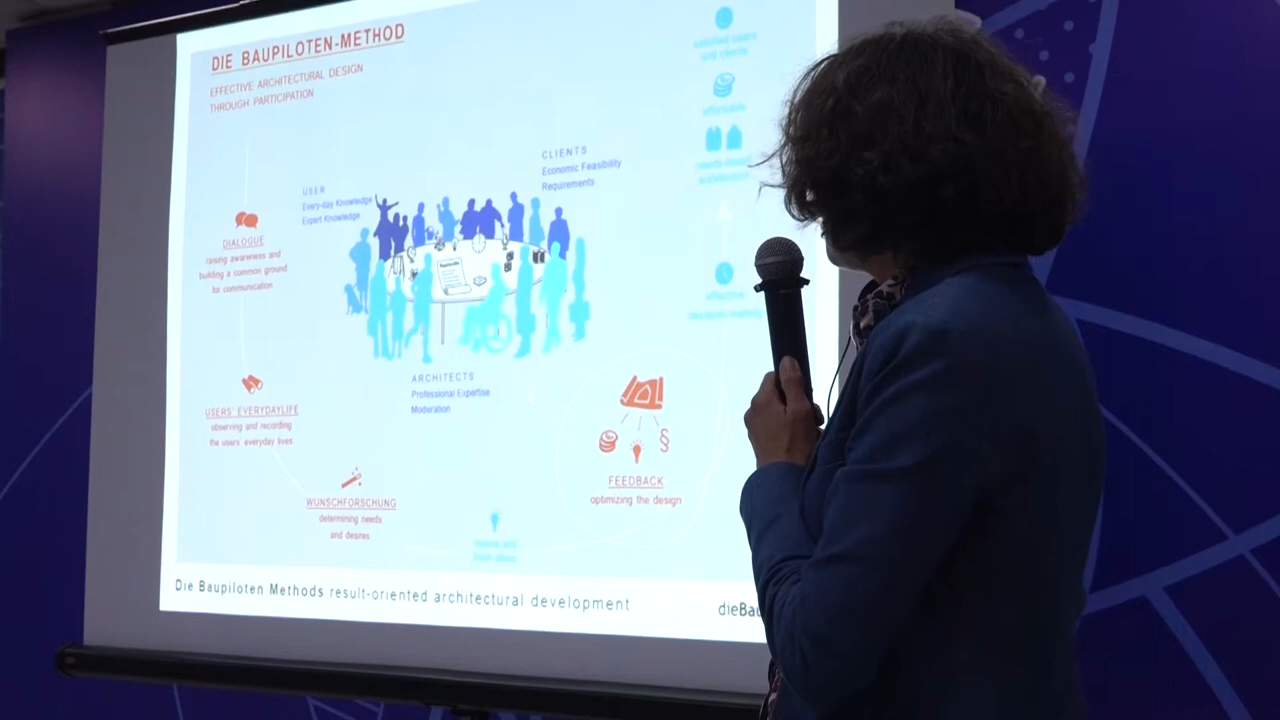 DIE BAUPILOTEN-METHOD
EFFECTIVE ARCHITECTURAL DESIGN
THROUGH PARTICIPATION
satisfied users
and clients
affordable
needs-based
architecture
effective
CLIENTS
Economic Feasibility
Requirements
USER
Every-day Knowledge
Expert Knowledge
DIALOGUE
raising awareness and
building a common ground
for communication
ARCHITECTS
Professional Expertise
Moderation
USERS' EVERYDAYLIFE
observing and recording
the users' everyday lives
WUNSCHFORSCHUNG
determining needs
and desires
§
FEEDBACK
optimizing the design
Die Baupiloten Methods result-oriented architectural development
dieBau